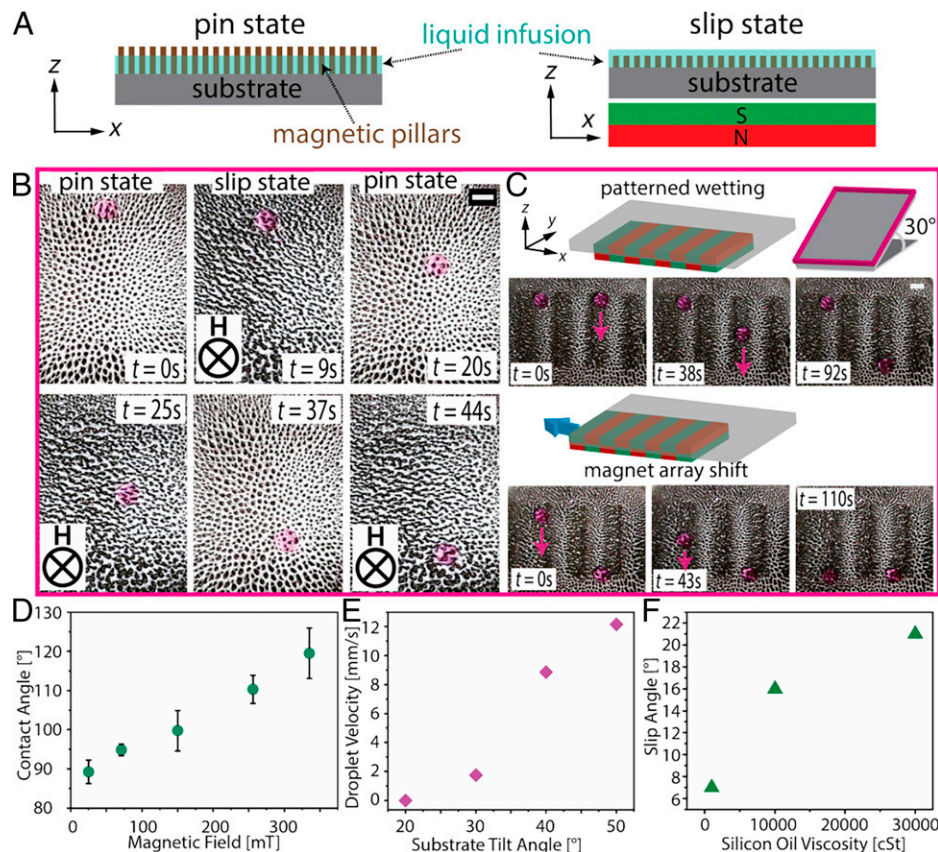 A
pin state
liquid infusion
slip state
z
x
substrate
magnetic pillars
z
x
substrate
S
N
B
pin state
slip state
pin state
t = 0s
H
t = 9s
t = 20s
t = 25s
H
t = 37s
t = 44s
H
C
patterned wetting
z
y
x
30°
t = 0s
t = 38s
t = 92s
magnet array shift
t = 0s
t = 43s
t = 110s
D
Contact Angle [°]
130
120
110
100
90
80
0
100
200
300
Magnetic Field [mT]
E
Droplet Velocity [mm/s]
12
10
8
6
4
2
0
20
30
40
50
Substrate Tilt Angle [°]
F
Slip Angle [°]
22
20
18
16
14
12
10
8
6
0
10000
20000
30000
Silicon Oil Viscosity [cSt]